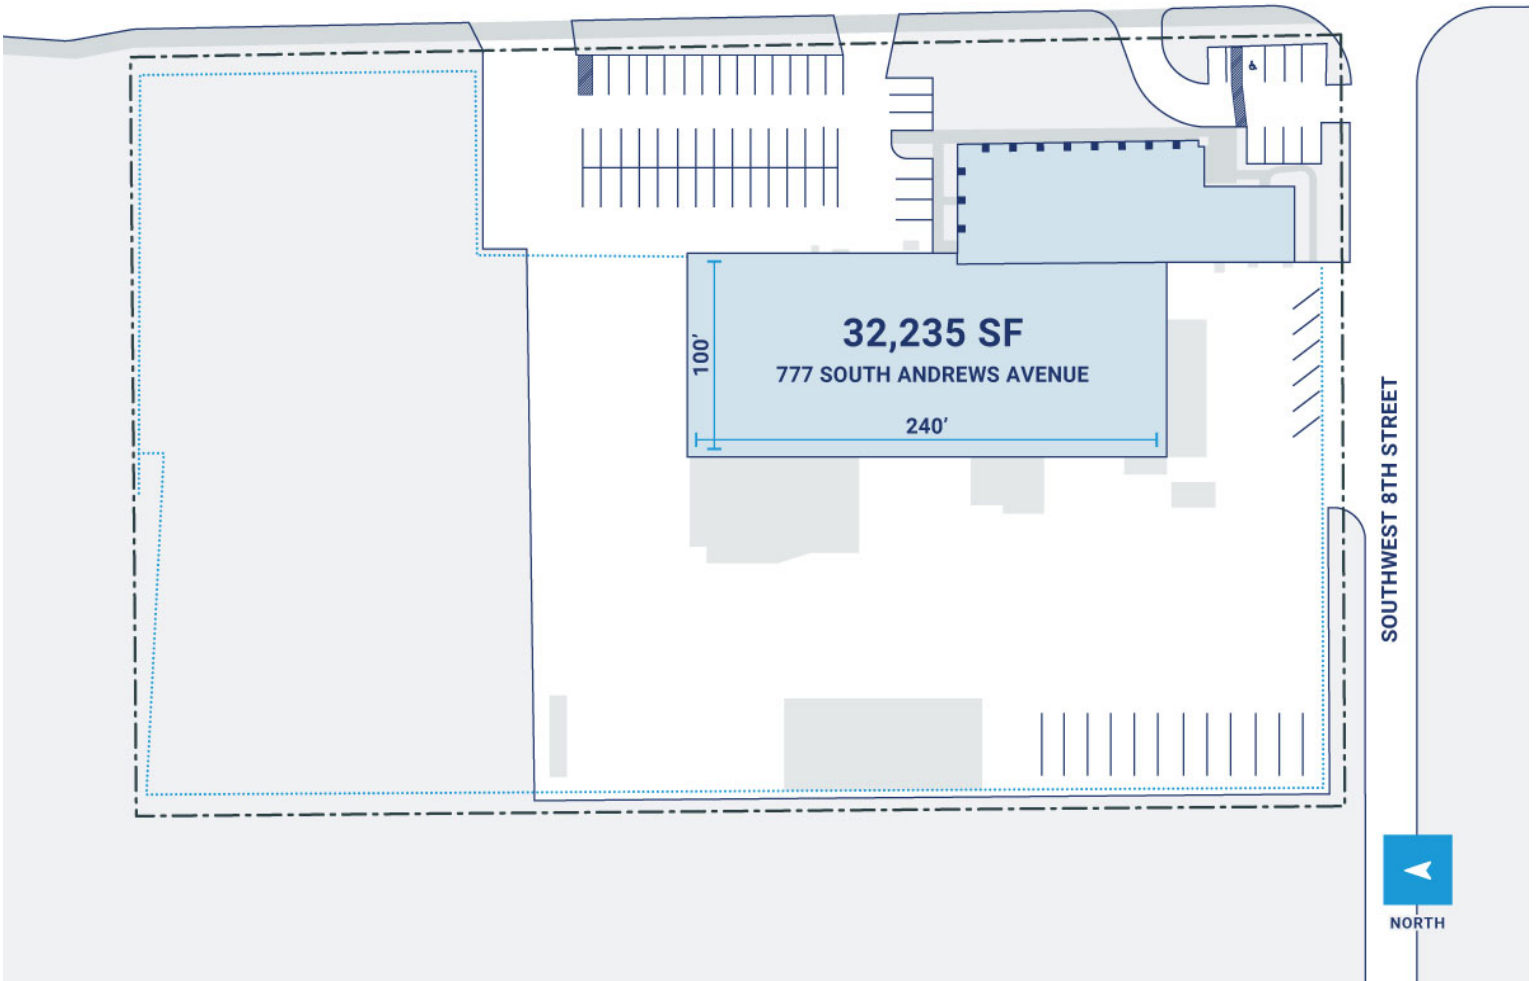 32,235 SF
777 SOUTH ANDREWS AVENUE
100’
240’
SOUTHWEST 8TH STREET
NORTH